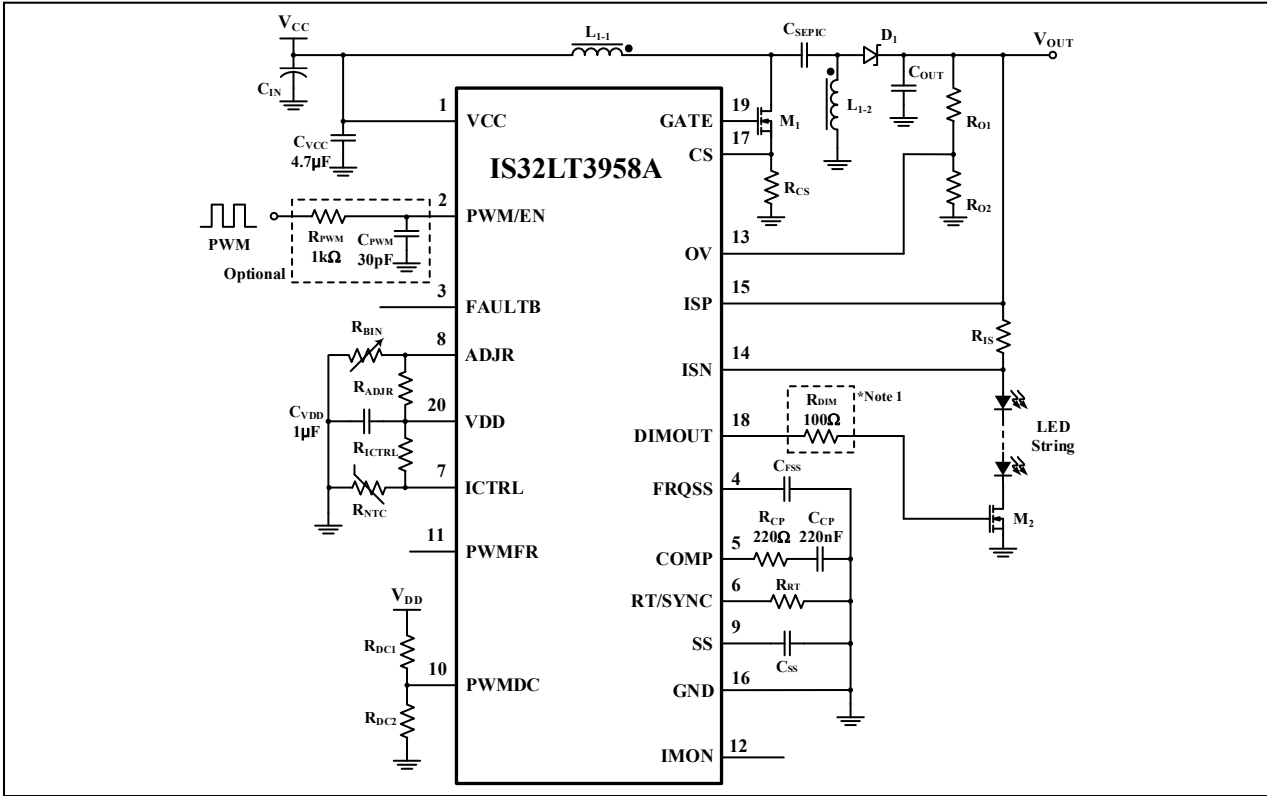 VCC
L1-1
CSEPIC
D1
VOUT
CIN
COUT
1
VCC
19
GATE
M1
L1-2
RO1
CVCC
4.7μF
17
CS
IS32LT3958A
RCS
RO2
2
PWM/EN
PWM
RPWM
1kΩ
CPWM
30pF
Optional
13
OV
3
FAULTB
15
ISP
RBIN
8
ADJR
RIS
14
ISN
RADJR
CVDD
1μF
20
VDD
RDIM
100Ω
*Note 1
18
DIMOUT
LED
String
RICTRL
7
ICTRL
RNTC
CFSS
4
FRQSS
M2
11
PWMFR
RCP
220Ω
CCP
220nF
5
COMP
6
RT/SYNC
RRT
VDD
RDC1
9
SS
CSS
10
PWMDC
16
GND
RDC2
12
IMON